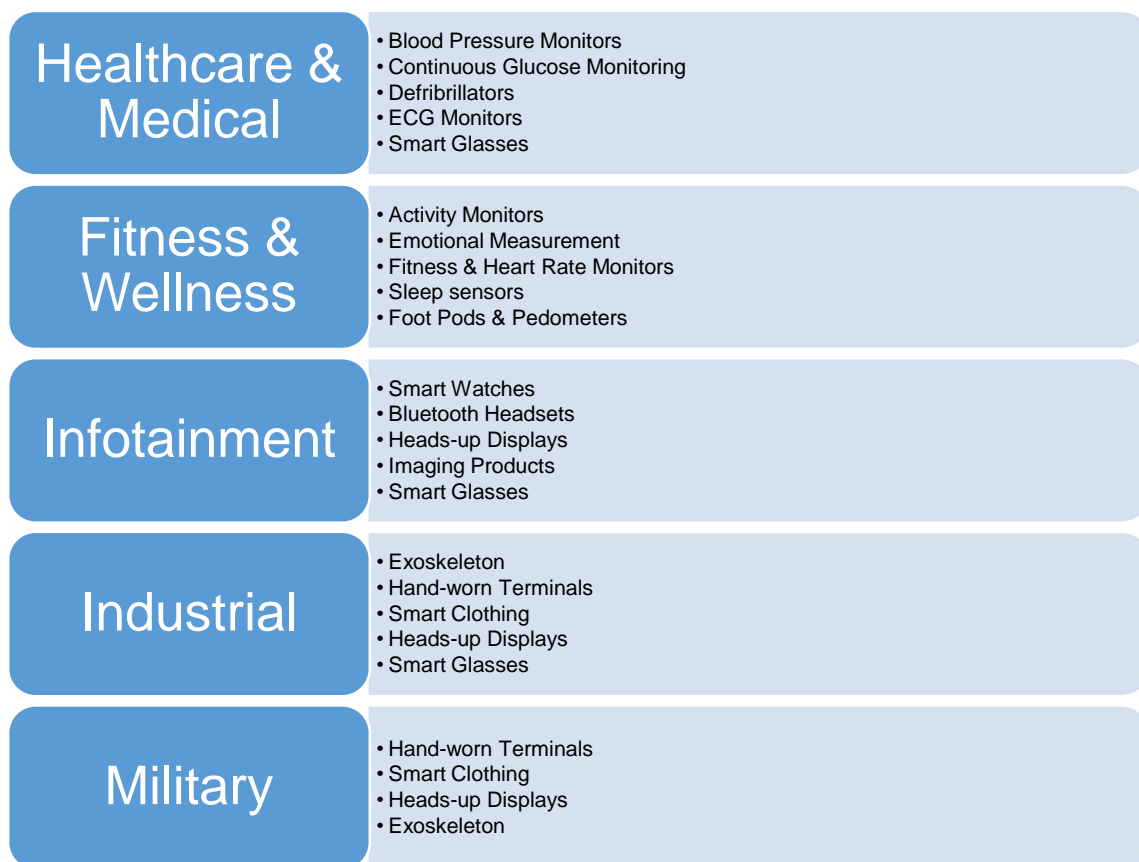 Healthcare &
Medical
• Blood Pressure Monitors
• Continuous Glucose Monitoring
• Defribrillators
• ECG Monitors
• Smart Glasses
Fitness &
Wellness
• Activity Monitors
• Emotional Measurement
• Fitness & Heart Rate Monitors
• Sleep sensors
• Foot Pods & Pedometers
Infotainment
• Smart Watches
• Bluetooth Headsets
• Heads-up Displays
• Imaging Products
• Smart Glasses
Industrial
• Exoskeleton
• Hand-worn Terminals
• Smart Clothing
• Heads-up Displays
• Smart Glasses
Military
• Hand-worn Terminals
• Smart Clothing
• Heads-up Displays
• Exoskeleton